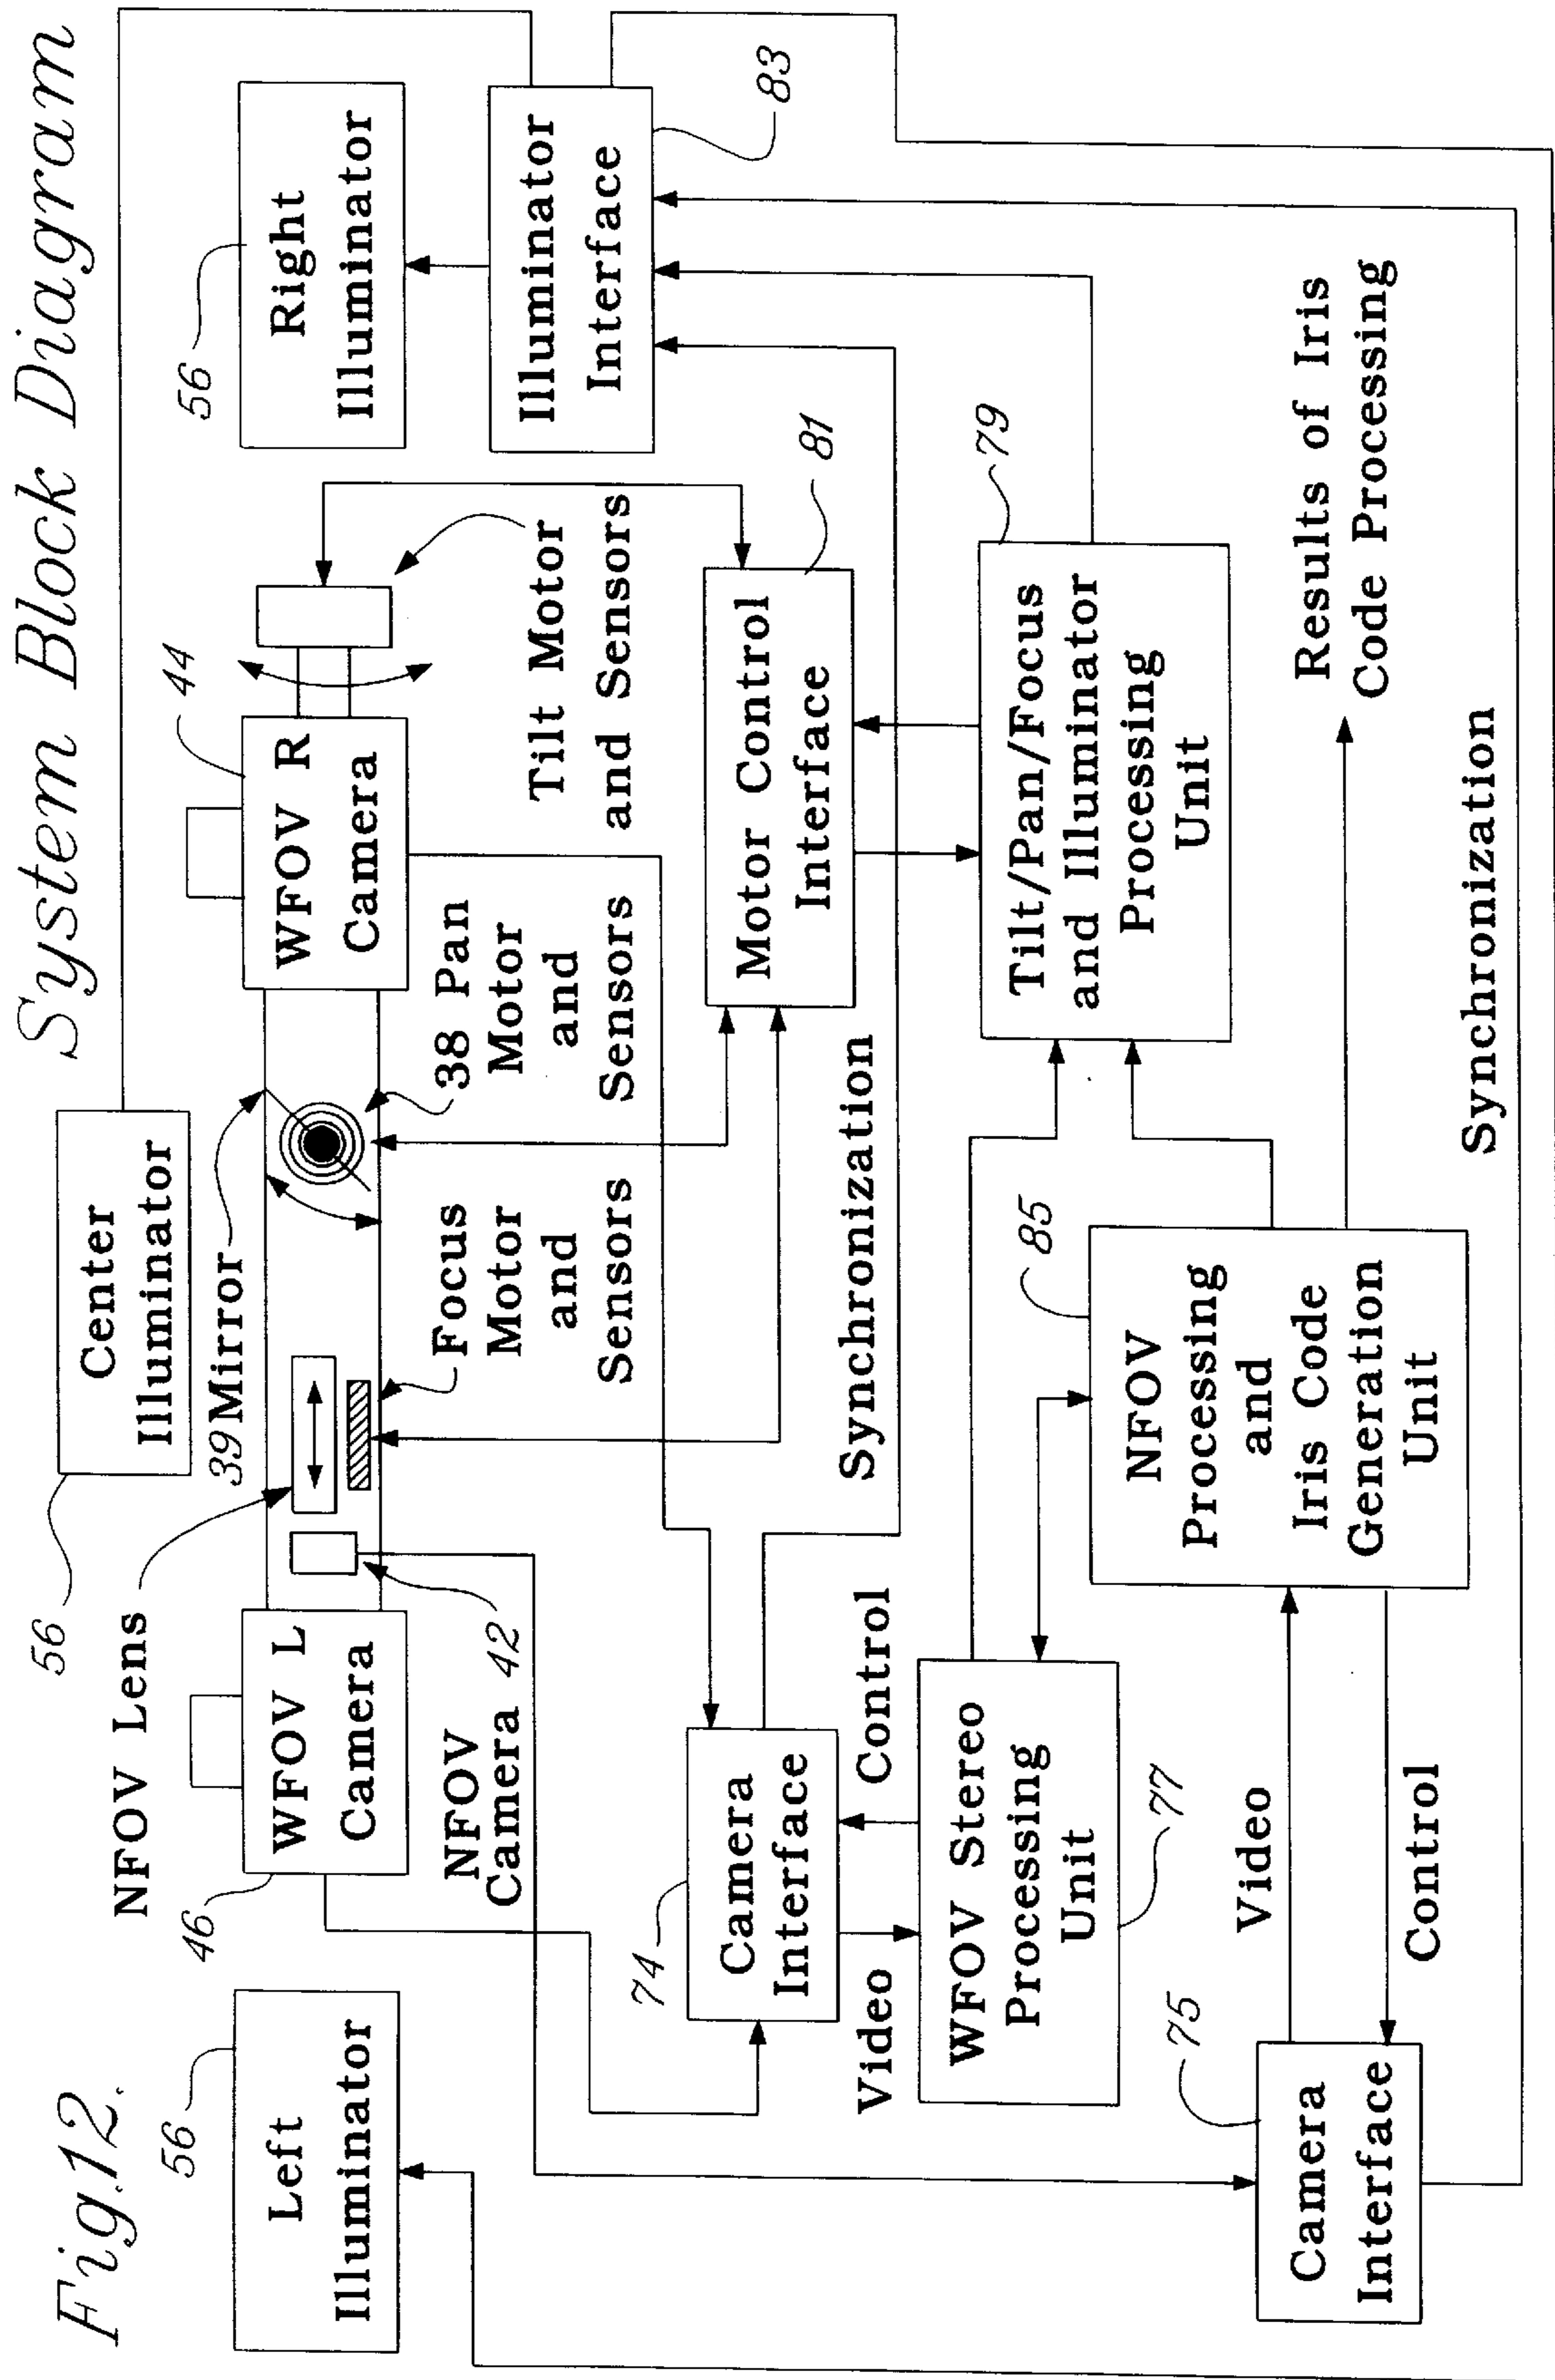 Fig.12.
System Block Diagram
56
Left
Illuminator
46
WFOV L
Camera
NFOV Lens
NFOV
Camera 42
56
Center
Illuminator
39 Mirror
Focus
Motor
and
Sensors
38 Pan
Motor
and
Sensors
44
WFOV R
Camera
Tilt Motor
and Sensors
56
Right
Illuminator
Illuminator
Interface
83
74
Camera
Interface
Video
Control
Synchronization
WFOV Stereo
Processing
Unit
77
Motor Control
Interface
81
79
Tilt/Pan/Focus
and Illuminator
Processing
Unit
75
Camera
Interface
Video
Control
85
NFOV
Processing
and
Iris Code
Generation
Unit
Results of Iris
Code Processing
Synchronization